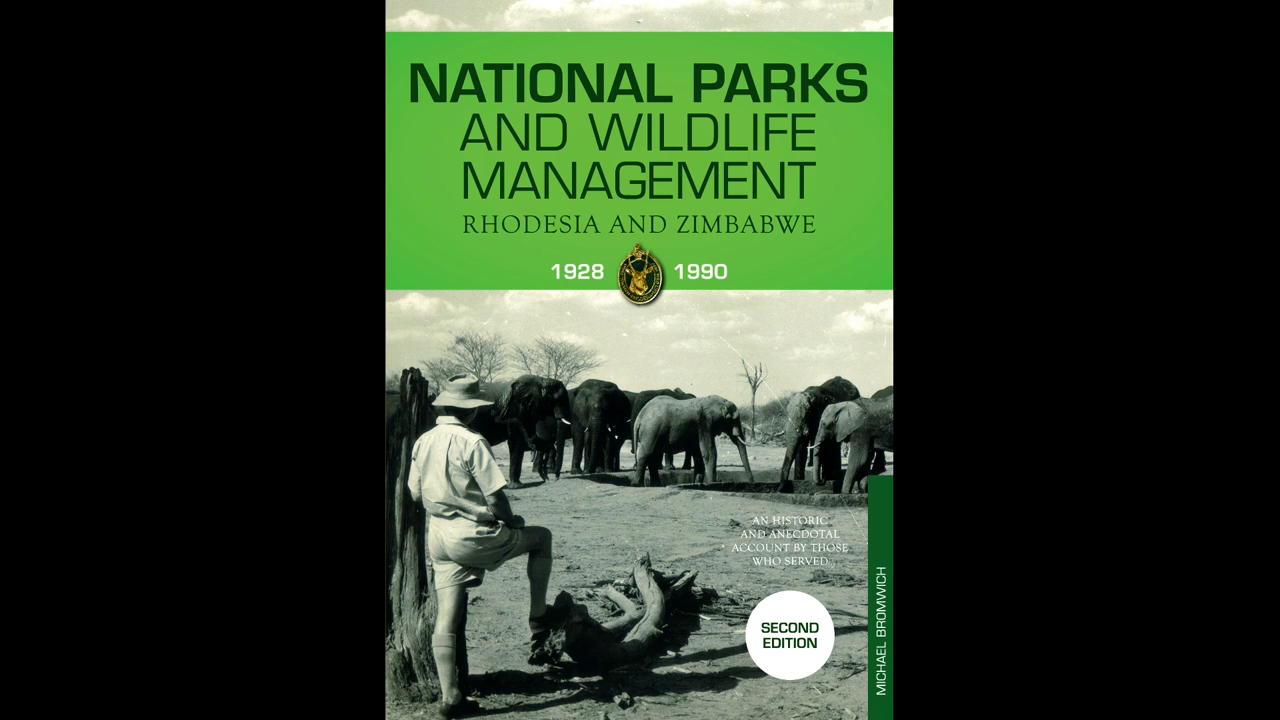 NATIONAL PARKS
AND WILDLIFE
MANAGEMENT
RHODESIA AND ZIMBABWE
1928 1990
AN HISTORIC
AND ANECDOTAL
ACCOUNT BY THOSE
WHO SERVED
SECOND
EDITION
MICHAEL BROMWICH